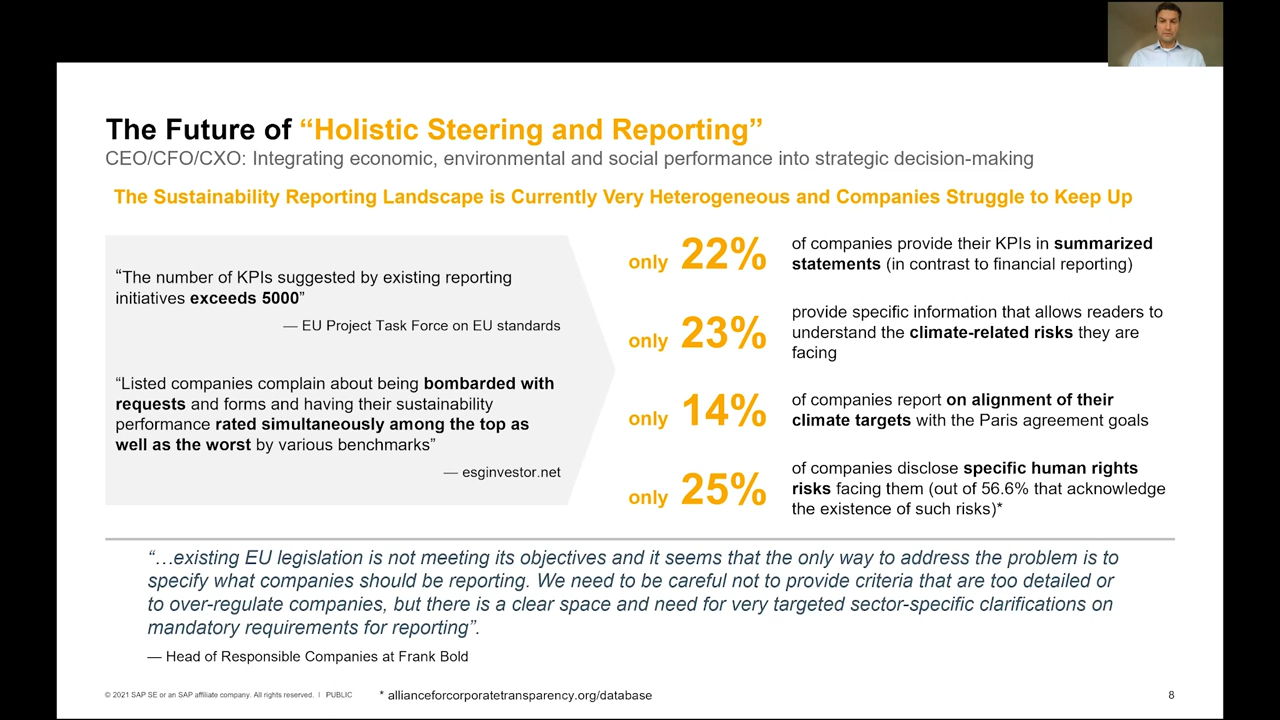 The Future of “Holistic Steering and Reporting”
CEO/CFO/CXO: Integrating economic, environmental and social performance into strategic decision-making
The Sustainability Reporting Landscape is Currently Very Heterogeneous and Companies Struggle to Keep Up
“The number of KPIs suggested by existing reporting
initiatives exceeds 5000”
— EU Project Task Force on EU standards
“Listed companies complain about being bombarded with
requests and forms and having their sustainability
performance rated simultaneously among the top as
well as the worst by various benchmarks”
— esginvestor.net
only 22%
of companies provide their KPIs in summarized
statements (in contrast to financial reporting)
only 23%
provide specific information that allows readers to
understand the climate-related risks they are
facing
only 14%
of companies report on alignment of their
climate targets with the Paris agreement goals
only 25%
of companies disclose specific human rights
risks facing them (out of 56.6% that acknowledge
the existence of such risks)*
“…existing EU legislation is not meeting its objectives and it seems that the only way to address the problem is to
specify what companies should be reporting. We need to be careful not to provide criteria that are too detailed or
to over-regulate companies, but there is a clear space and need for very targeted sector-specific clarifications on
mandatory requirements for reporting”.
— Head of Responsible Companies at Frank Bold
© 2021 SAP SE or an SAP affiliate company. All rights reserved. | PUBLIC
* allianceforcorporatetransparency.org/database
8